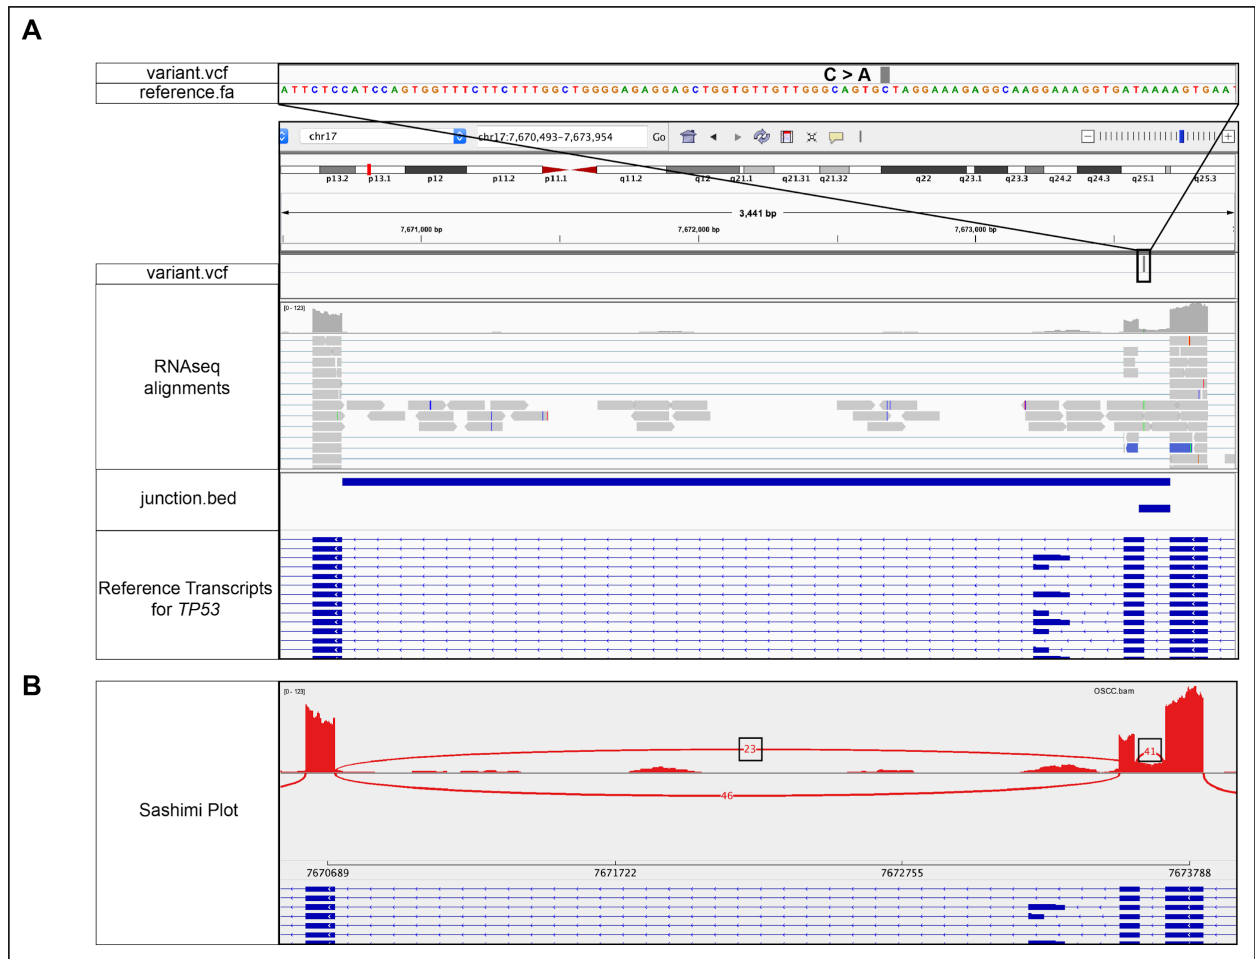 A
variant.vcf
C > A
reference.fa
ATTCTCCATCCAGTGGTTTCTTCTTTGGCTGGGGAGAGGAGCTGGTGTTGTTGGGCAGTGCTAGGAAAGAGGCAAGGAAAGGTGATAAAAGTGAAT
chr17
chr17:7,670,493-7,673,954
Go
p13.2 p13.1 p12 p11.2 p11.1 q11.2 q12 q21.1 q21.31 q21.32 q22 q23.1 q23.3 q24.2 q24.3 q25.1 q25.3
3,441 bp
7,671,000 bp 7,672,000 bp 7,673,000 bp
variant.vcf
[0 - 123]
RNAseq
alignments
junction.bed
Reference Transcripts
for TP53
B
[0 - 123]
OSCC.bam
23
41
46
Sashimi Plot
7670689 7671722 7672755 7673788